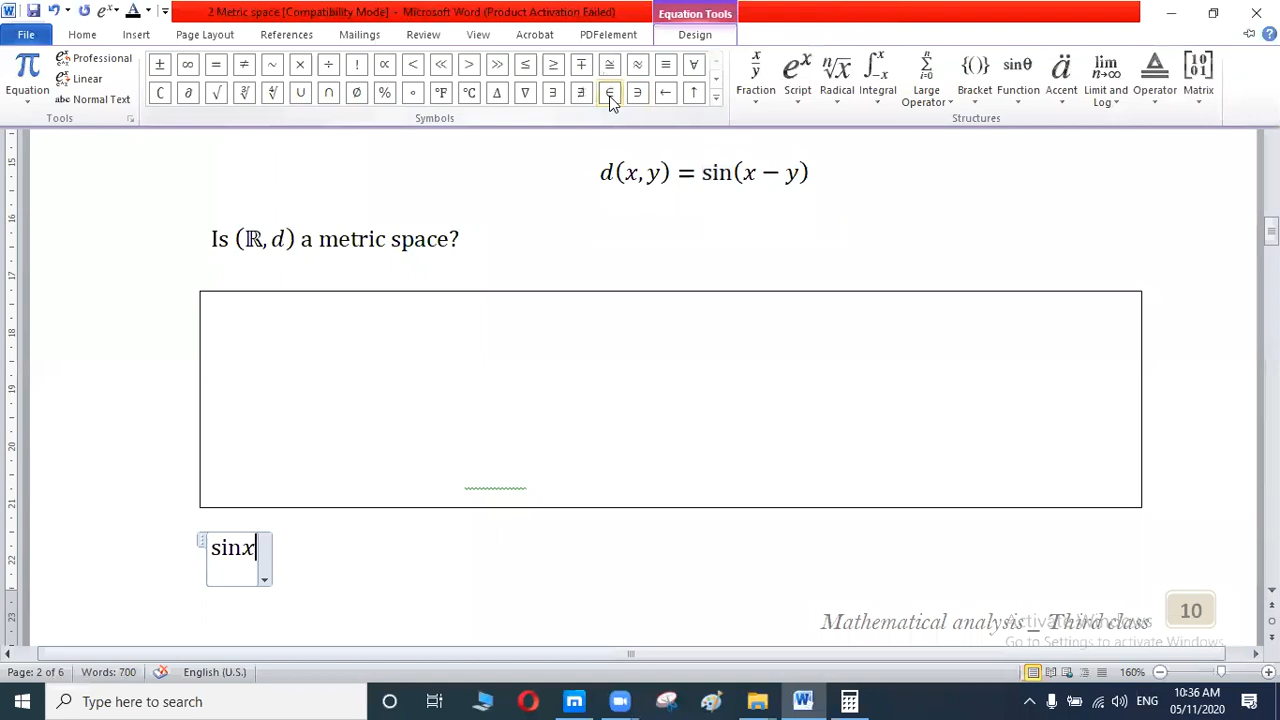 2 Metric space [Compatibility Mode] - Microsoft Word (Product Activation Failed)
Equation Tools
File Home Insert Page Layout References Mailings Review View Acrobat PDFelement Design
π Equation
Professional
Linear
abc Normal Text
Tools
± ∞ = ≠ ~ × ÷ ! ∝ < ≪ > ≫ ≤ ≥ ∓ ≅ ≈ ≡ ∀
∁ ∂ √ ∛ ∜ ∪ ∩ ∅ % ° °F °C ∆ ∇ ∃ ∄ ∈ ∋ ← ↑
Symbols
Fraction Script Radical Integral Large Operator Bracket Function Accent Limit and Log Operator Matrix
Structures
d(x, y) = sin(x − y)
Is (ℝ, d) a metric space?
sinx
Mathematical analysis _ Third class 10
Activate Windows
Go to Settings to activate Windows.
Page: 2 of 6 Words: 700 English (U.S.) 160%
Type here to search
ENG
10:36 AM
05/11/2020